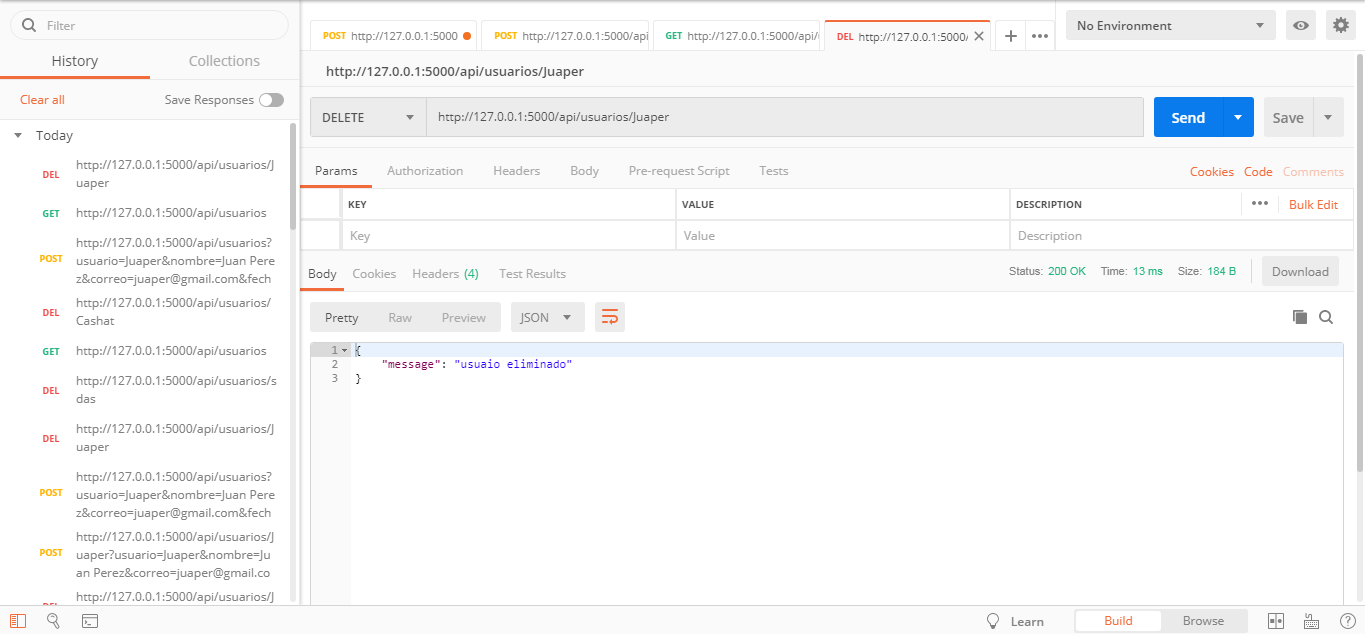 Filter
History Collections
Clear all Save Responses
Today
DEL http://127.0.0.1:5000/api/usuarios/J
uaper
GET http://127.0.0.1:5000/api/usuarios
POST http://127.0.0.1:5000/api/usuarios?
usuario=Juaper&nombre=Juan Pere
z&correo=juaper@gmail.com&fech
DEL http://127.0.0.1:5000/api/usuarios/
Cashat
GET http://127.0.0.1:5000/api/usuarios
DEL http://127.0.0.1:5000/api/usuarios/s
das
DEL http://127.0.0.1:5000/api/usuarios/J
uaper
POST http://127.0.0.1:5000/api/usuarios?
usuario=Juaper&nombre=Juan Pere
z&correo=juaper@gmail.com&fech
POST http://127.0.0.1:5000/api/usuarios/J
uaper?usuario=Juaper&nombre=Ju
an Perez&correo=juaper@gmail.co
DEL http://127.0.0.1:5000/api/usuarios/J
POST http://127.0.0.1:5000 POST http://127.0.0.1:5000/api GET http://127.0.0.1:5000/api/ DEL http://127.0.0.1:5000/
No Environment
http://127.0.0.1:5000/api/usuarios/Juaper
DELETE http://127.0.0.1:5000/api/usuarios/Juaper Send Save
Params Authorization Headers Body Pre-request Script Tests Cookies Code Comments
KEY VALUE DESCRIPTION Bulk Edit
Key Value Description
Body Cookies Headers (4) Test Results Status: 200 OK Time: 13 ms Size: 184 B Download
Pretty Raw Preview JSON
1 {
2 "message": "usuaio eliminado"
3 }
Learn Build Browse